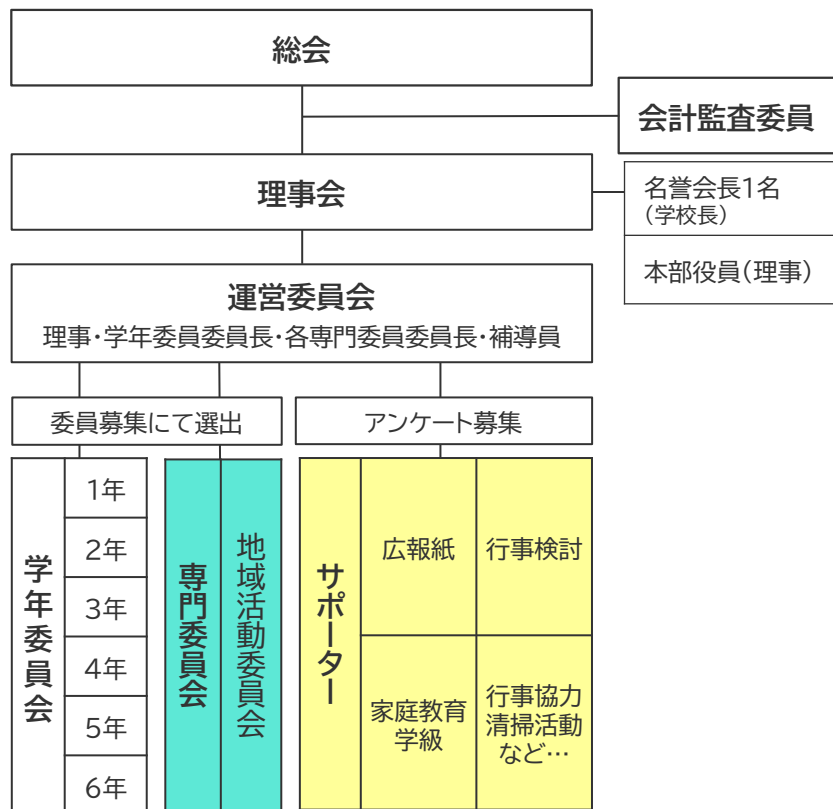 総会
会計監査委員
理事会
名誉会長1名
(学校長)
本部役員(理事)
運営委員会
理事・学年委員委員長・各専門委員委員長・補導員
委員募集にて選出
アンケート募集
学年委員会
1年
2年
3年
4年
5年
6年
専門委員会
地域活動委員会
サポーター
広報紙
行事検討
家庭教育
学級
行事協力
清掃活動
など…